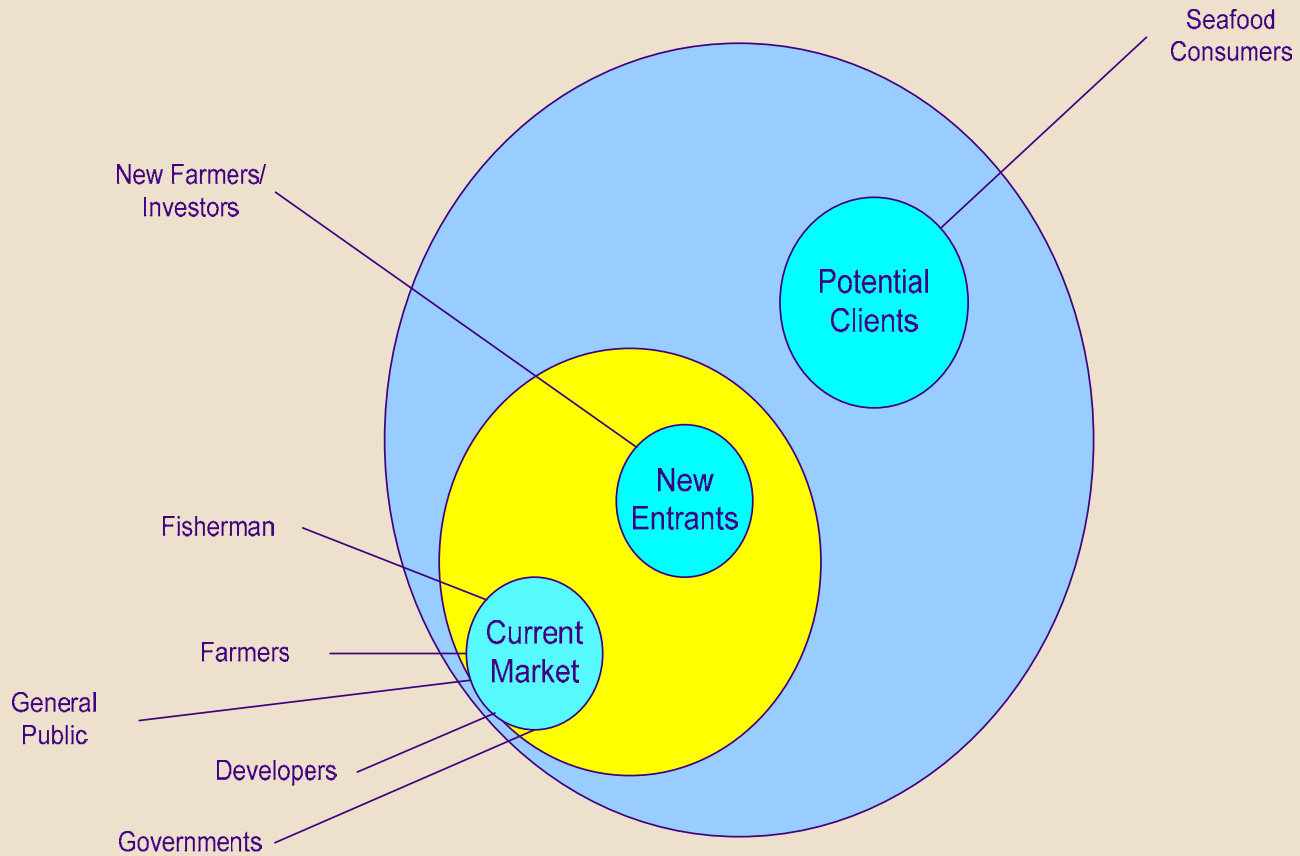 Seafood
Consumers
New Farmers/
Investors
Potential
Clients
New
Entrants
Fisherman
Current
Market
Farmers
General
Public
Developers
Governments